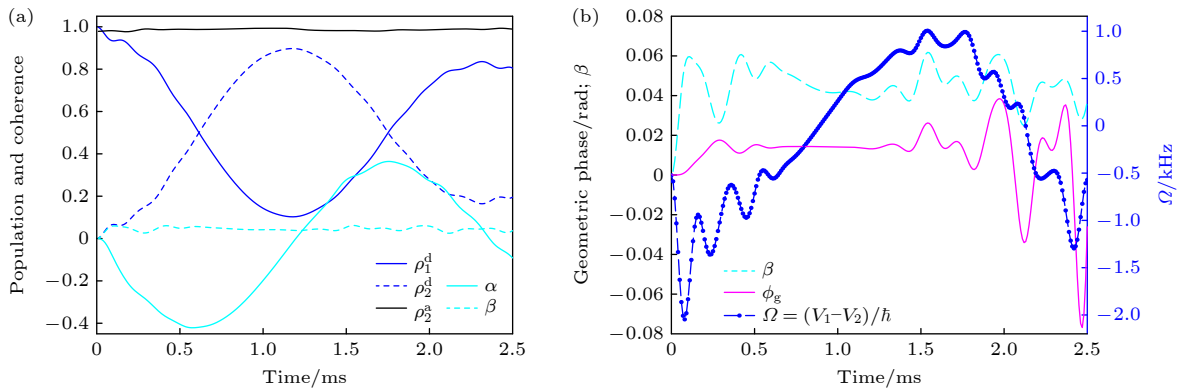 (a)
1.0
0.8
0.6
0.4
0.2
0
−0.2
−0.4
Population and coherence
0
0.5
1.0
1.5
2.0
2.5
Time/ms
ρ₁ᵈ
ρ₂ᵈ
ρ₂ᵃ
α
β
(b)
0.08
0.06
0.04
0.02
0
−0.02
−0.04
−0.06
−0.08
Geometric phase/rad; β
0
0.5
1.0
1.5
2.0
2.5
Time/ms
β
ϕg
Ω = (V₁−V₂)/ħ
1.0
0.5
0
−0.5
−1.0
−1.5
−2.0
Ω/kHz